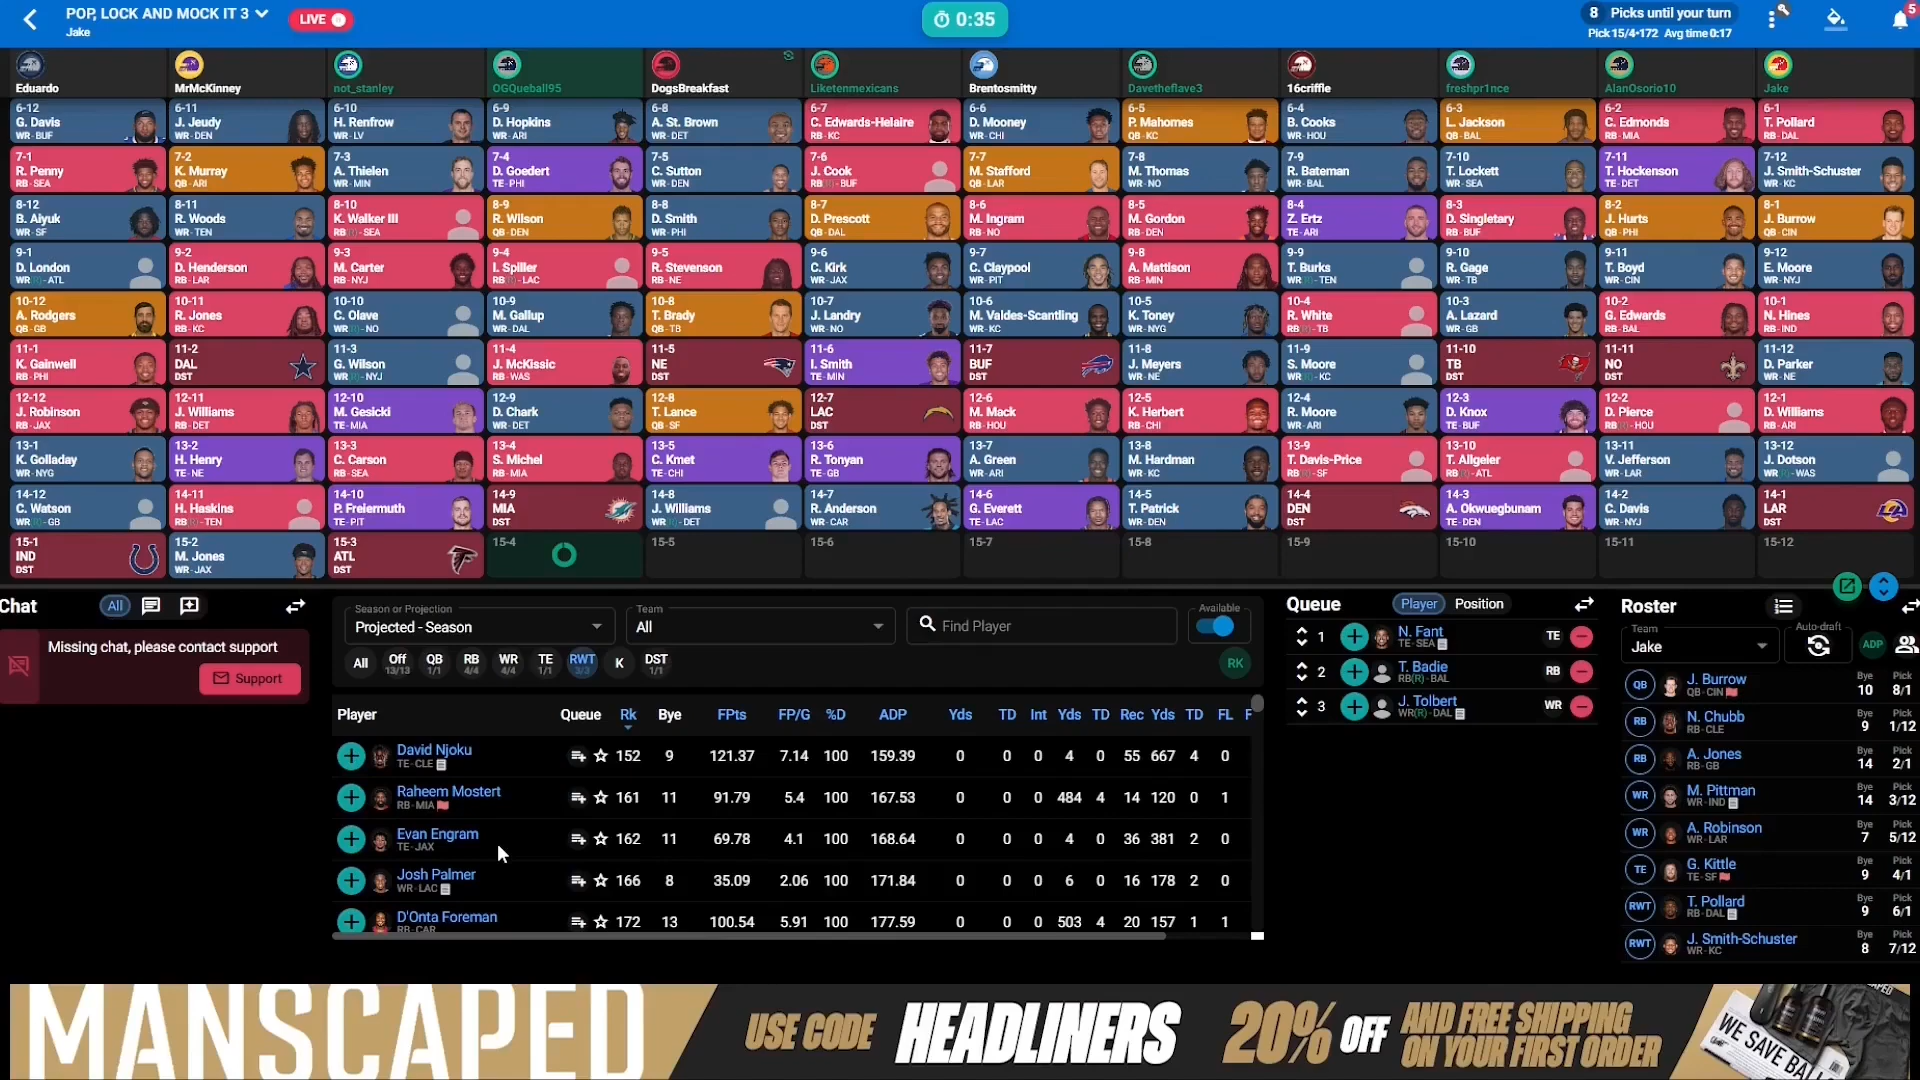 POP, LOCK AND MOCK IT 3
Jake
LIVE
0:35
8 Picks until your turn
Pick 15/4•172 Avg time 0:17
5
Eduardo MrMcKinney not_stanley OGQueball95 DogsBreakfast Liketenmexicans Brentosmitty Davetheflave3 16criffle freshpr1nce AlanOsorio10 Jake
6-12 6-11 6-10 6-9 6-8 6-7 6-6 6-5 6-4 6-3 6-2 6-1
G. Davis J. Jeudy H. Renfrow D. Hopkins A. St. Brown C. Edwards-Helaire D. Mooney P. Mahomes B. Cooks L. Jackson C. Edmonds T. Pollard
WR - BUF WR - DEN WR - LV WR - ARI WR - DET RB - KC WR - CHI QB - KC WR - HOU QB - BAL RB - MIA RB - DAL
7-1 7-2 7-3 7-4 7-5 7-6 7-7 7-8 7-9 7-10 7-11 7-12
R. Penny K. Murray A. Thielen D. Goedert C. Sutton J. Cook M. Stafford M. Thomas R. Bateman T. Lockett T. Hockenson J. Smith-Schuster
RB - SEA QB - ARI WR - MIN TE - PHI WR - DEN RB(R) - BUF QB - LAR WR - NO WR - BAL WR - SEA TE - DET WR - KC
8-12 8-11 8-10 8-9 8-8 8-7 8-6 8-5 8-4 8-3 8-2 8-1
B. Aiyuk R. Woods K. Walker III R. Wilson D. Smith D. Prescott M. Ingram M. Gordon Z. Ertz D. Singletary J. Hurts J. Burrow
WR - SF WR - TEN RB(R) - SEA QB - DEN WR - PHI QB - DAL RB - NO RB - DEN TE - ARI RB - BUF QB - PHI QB - CIN
9-1 9-2 9-3 9-4 9-5 9-6 9-7 9-8 9-9 9-10 9-11 9-12
D. London D. Henderson M. Carter I. Spiller R. Stevenson C. Kirk C. Claypool A. Mattison T. Burks R. Gage T. Boyd E. Moore
WR(R) - ATL RB - LAR RB - NYJ RB(R) - LAC RB - NE WR - JAX WR - PIT RB - MIN WR(R) - TEN WR - TB WR - CIN WR - NYJ
10-12 10-11 10-10 10-9 10-8 10-7 10-6 10-5 10-4 10-3 10-2 10-1
A. Rodgers R. Jones C. Olave M. Gallup T. Brady J. Landry M. Valdes-Scantling K. Toney R. White A. Lazard G. Edwards N. Hines
QB - GB RB - KC WR(R) - NO WR - DAL QB - TB WR - NO WR - KC WR - NYG RB(R) - TB WR - GB RB - BAL RB - IND
11-1 11-2 11-3 11-4 11-5 11-6 11-7 11-8 11-9 11-10 11-11 11-12
K. Gainwell DAL G. Wilson J. McKissic NE I. Smith BUF J. Meyers S. Moore TB NO D. Parker
RB - PHI DST WR(R) - NYJ RB - WAS DST TE - MIN DST WR - NE WR(R) - KC DST DST WR - NE
12-12 12-11 12-10 12-9 12-8 12-7 12-6 12-5 12-4 12-3 12-2 12-1
J. Robinson J. Williams M. Gesicki D. Chark T. Lance LAC M. Mack K. Herbert R. Moore D. Knox D. Pierce D. Williams
RB - JAX RB - DET TE - MIA WR - DET QB - SF DST RB - HOU RB - CHI WR - ARI TE - BUF RB(R) - HOU RB - ARI
13-1 13-2 13-3 13-4 13-5 13-6 13-7 13-8 13-9 13-10 13-11 13-12
K. Golladay H. Henry C. Carson S. Michel C. Kmet R. Tonyan A. Green M. Hardman T. Davis-Price T. Allgeier V. Jefferson J. Dotson
WR - NYG TE - NE RB - SEA RB - MIA TE - CHI TE - GB WR - ARI WR - KC RB(R) - SF RB(R) - ATL WR - LAR WR(R) - WAS
14-12 14-11 14-10 14-9 14-8 14-7 14-6 14-5 14-4 14-3 14-2 14-1
C. Watson H. Haskins P. Freiermuth MIA J. Williams R. Anderson G. Everett T. Patrick DEN A. Okwuegbunam C. Davis LAR
WR(R) - GB RB(R) - TEN TE - PIT DST WR(R) - DET WR - CAR TE - LAC WR - DEN DST TE - DEN WR - NYJ DST
15-1 15-2 15-3 15-4 15-5 15-6 15-7 15-8 15-9 15-10 15-11 15-12
IND M. Jones ATL
DST WR - JAX DST
Chat All
Missing chat, please contact support
Support
Season or Projection Team Available
Projected - Season All Find Player
All Off QB RB WR TE RWT K DST RK
13/13 1/1 4/4 4/4 1/1 3/3 1/1
Player Queue Rk Bye FPts FP/G %D ADP Yds TD Int Yds TD Rec Yds TD FL F
David Njoku 152 9 121.37 7.14 100 159.39 0 0 0 4 0 55 667 4 0
TE - CLE
Raheem Mostert 161 11 91.79 5.4 100 167.53 0 0 0 484 4 14 120 0 1
RB - MIA
Evan Engram 162 11 69.78 4.1 100 168.64 0 0 0 4 0 36 381 2 0
TE - JAX
Josh Palmer 166 8 35.09 2.06 100 171.84 0 0 0 6 0 16 178 2 0
WR - LAC
D'Onta Foreman 172 13 100.54 5.91 100 177.59 0 0 0 503 4 20 157 1 1
RB - CAR
Queue Player Position
1 N. Fant TE
TE - SEA
2 T. Badie RB
RB(R) - BAL
3 J. Tolbert WR
WR(R) - DAL
Roster
Team Auto-draft
Jake ADP
QB J. Burrow Bye Pick
QB - CIN 10 8/1
RB N. Chubb Bye Pick
RB - CLE 9 1/12
RB A. Jones Bye Pick
RB - GB 14 2/1
WR M. Pittman Bye Pick
WR - IND 14 3/12
WR A. Robinson Bye Pick
WR - LAR 7 5/12
TE G. Kittle Bye Pick
TE - SF 9 4/1
RWT T. Pollard Bye Pick
RB - DAL 9 6/1
RWT J. Smith-Schuster Bye Pick
WR - KC 8 7/12
MANSCAPED USE CODE HEADLINERS 20% OFF AND FREE SHIPPING
ON YOUR FIRST ORDER